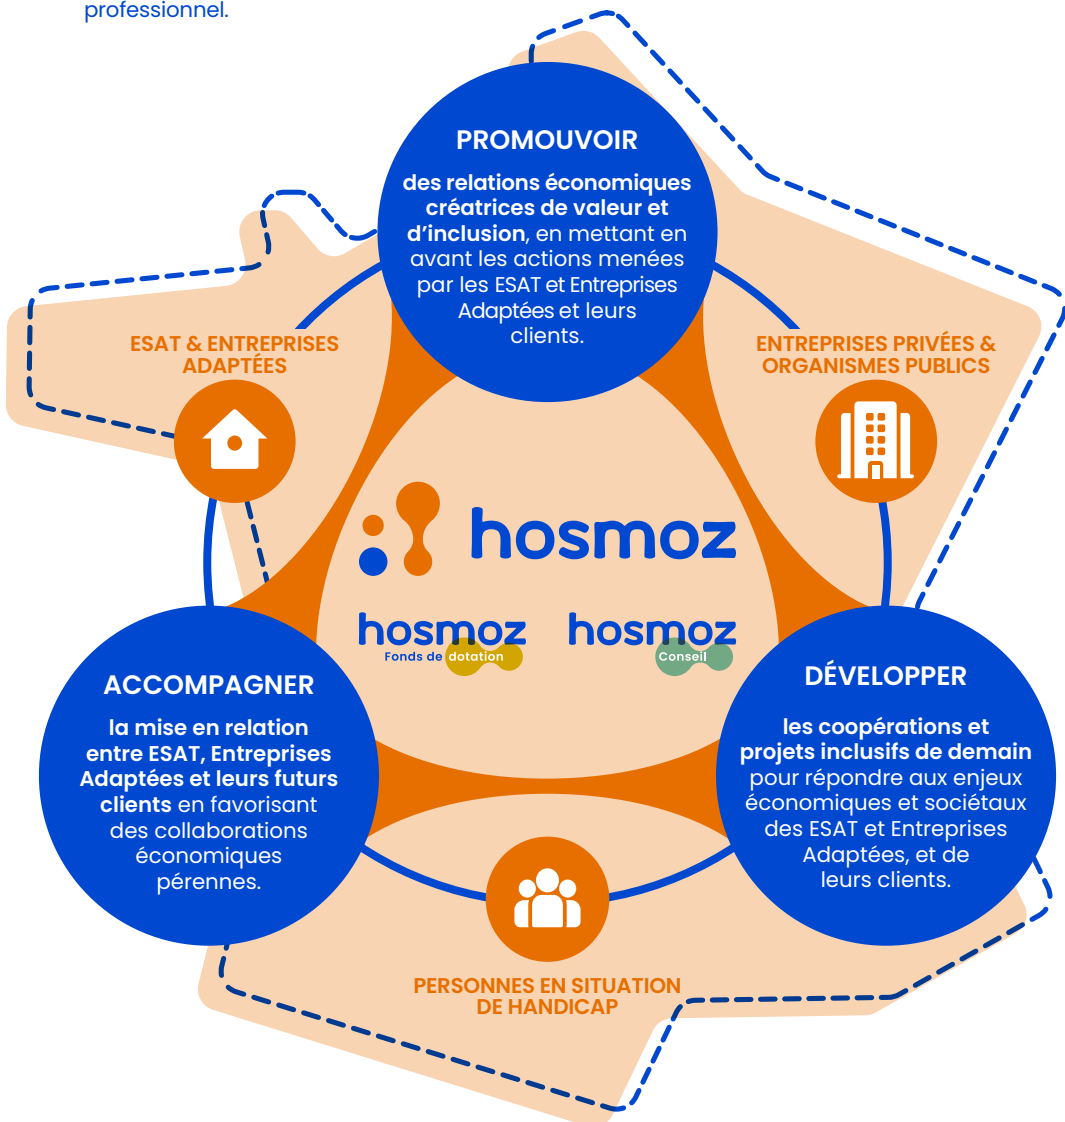 professionnel.
PROMOUVOIR
des relations économiques
créatrices de valeur et
d’inclusion, en mettant en
avant les actions menées
par les ESAT et Entreprises
Adaptées et leurs
clients.
ESAT & ENTREPRISES
ADAPTÉES
ENTREPRISES PRIVÉES &
ORGANISMES PUBLICS
hosmoz
hosmoz
Fonds de dotation
hosmoz
Conseil
ACCOMPAGNER
la mise en relation
entre ESAT, Entreprises
Adaptées et leurs futurs
clients en favorisant
des collaborations
économiques
pérennes.
DÉVELOPPER
les coopérations et
projets inclusifs de demain
pour répondre aux enjeux
économiques et sociétaux
des ESAT et Entreprises
Adaptées, et de
leurs clients.
PERSONNES EN SITUATION
DE HANDICAP